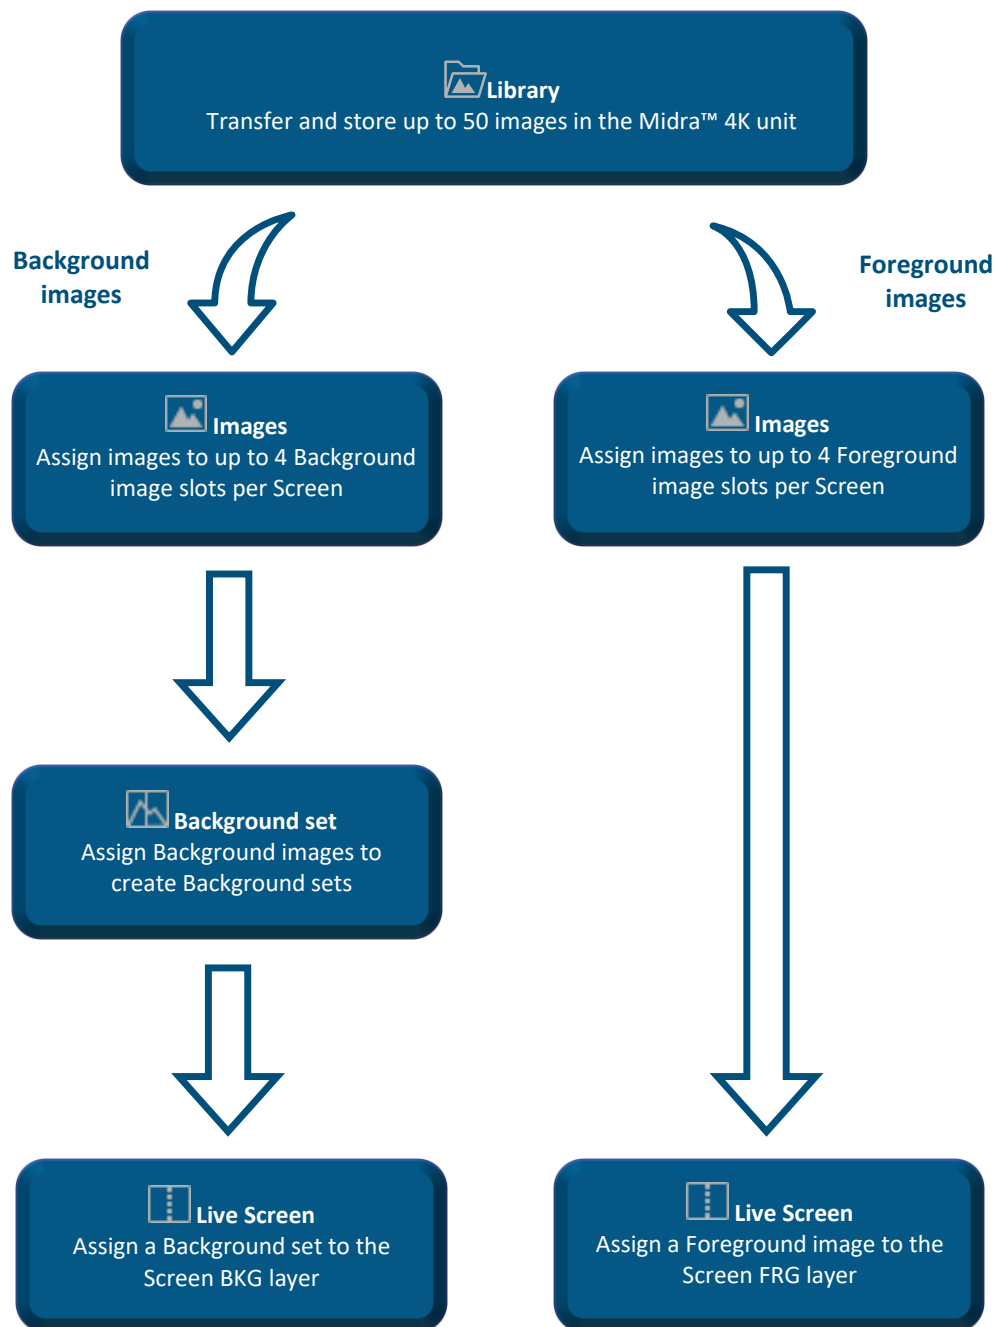 Library
Transfer and store up to 50 images in the Midra™ 4K unit
Background
images
Foreground
images
Images
Assign images to up to 4 Background
image slots per Screen
Images
Assign images to up to 4 Foreground
image slots per Screen
Background set
Assign Background images to
create Background sets
Live Screen
Assign a Background set to the
Screen BKG layer
Live Screen
Assign a Foreground image to the
Screen FRG layer